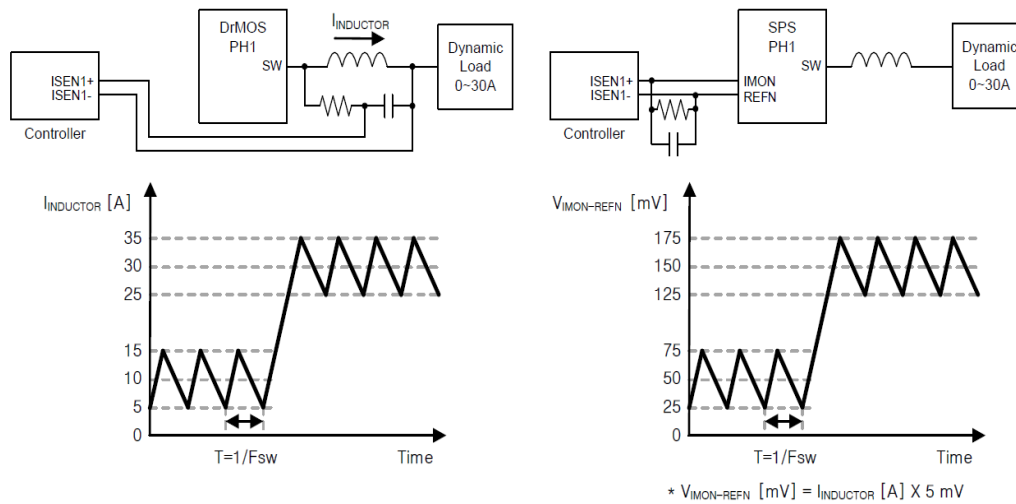 I_INDUCTOR
DrMOS
PH1
SW
Dynamic
Load
0~30A
ISEN1+
ISEN1-
Controller
SPS
PH1
SW
IMON
REFN
Dynamic
Load
0~30A
ISEN1+
ISEN1-
Controller
I_INDUCTOR [A]
35
30
25
15
10
5
0
T=1/Fsw
Time
V_IMON-REFN [mV]
175
150
125
75
50
25
0
T=1/Fsw
Time
* V_IMON-REFN [mV] = I_INDUCTOR [A] X 5 mV